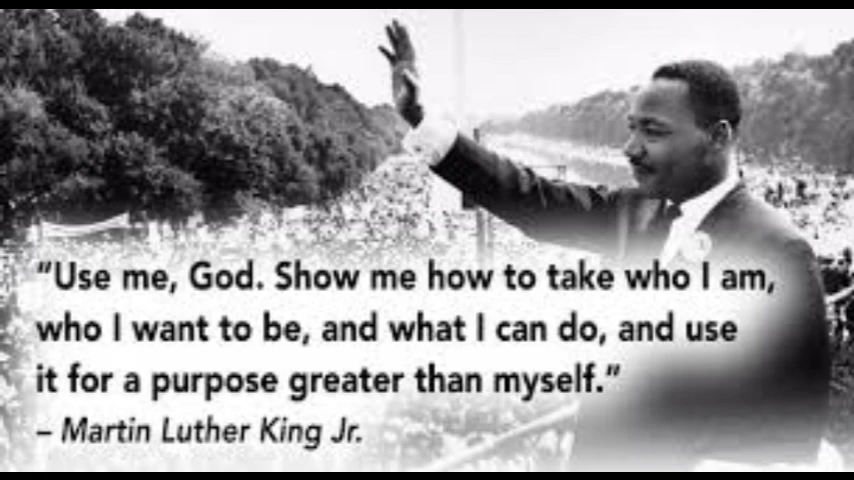 “Use me, God. Show me how to take who I am,
who I want to be, and what I can do, and use
it for a purpose greater than myself.”
– Martin Luther King Jr.